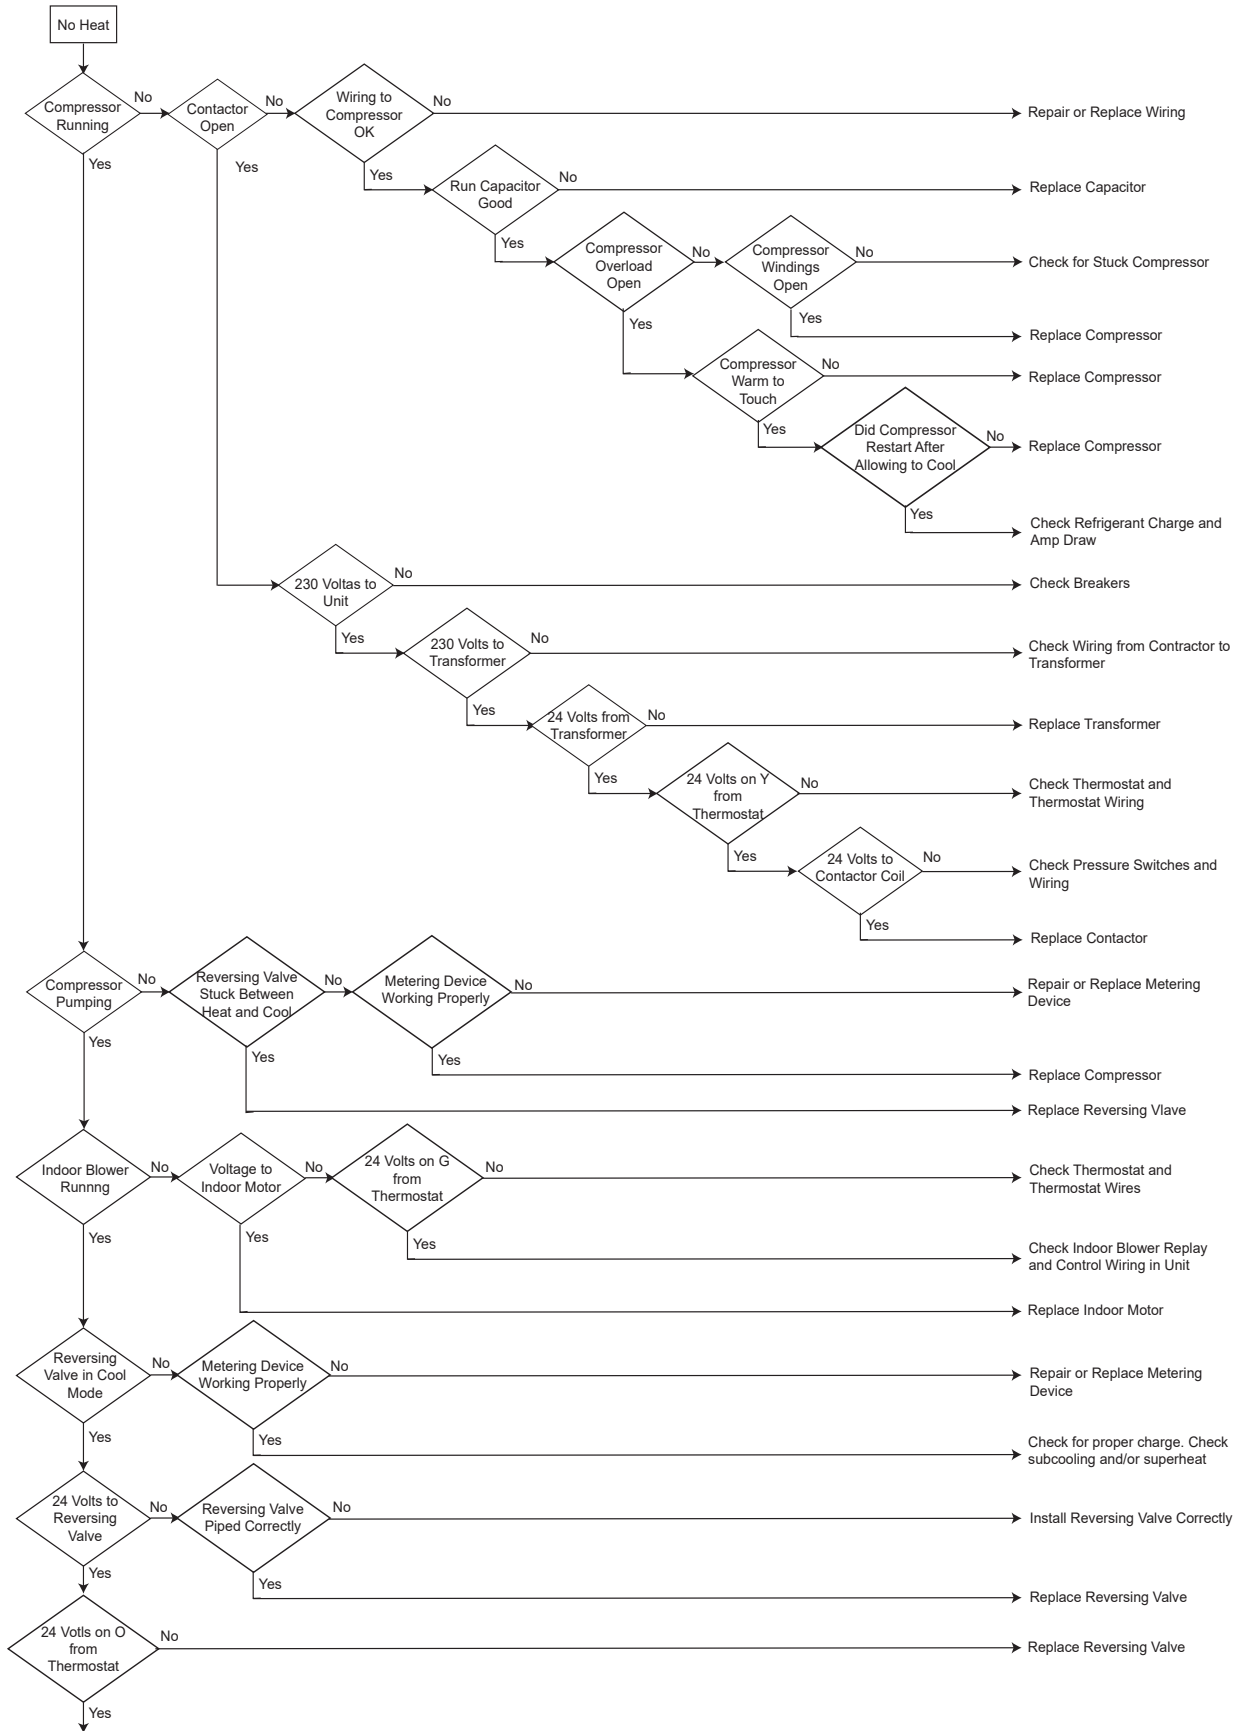 No Heat
Compressor
Running
No
Yes
Contactor
Open
No
Yes
Wiring to
Compressor
OK
No
Repair or Replace Wiring
Yes
Run Capacitor
Good
No
Replace Capacitor
Yes
Compressor
Overload
Open
No
Compressor
Windings
Open
No
Check for Stuck Compressor
Yes
Replace Compressor
Yes
Compressor
Warm to
Touch
No
Replace Compressor
Yes
Did Compressor
Restart After
Allowing to Cool
No
Replace Compressor
Yes
Check Refrigerant Charge and
Amp Draw
230 Voltas to
Unit
No
Check Breakers
Yes
230 Volts to
Transformer
No
Check Wiring from Contractor to
Transformer
Yes
24 Volts from
Transformer
No
Replace Transformer
Yes
24 Volts on Y
from
Thermostat
No
Check Thermostat and
Thermostat Wiring
Yes
24 Volts to
Contactor Coil
No
Check Pressure Switches and
Wiring
Yes
Replace Contactor
Compressor
Pumping
No
Yes
Reversing Valve
Stuck Between
Heat and Cool
No
Yes
Metering Device
Working Properly
No
Repair or Replace Metering
Device
Yes
Replace Compressor
Replace Reversing Vlave
Indoor Blower
Runnng
No
Yes
Voltage to
Indoor Motor
No
Yes
24 Volts on G
from
Thermostat
No
Check Thermostat and
Thermostat Wires
Yes
Check Indoor Blower Replay
and Control Wiring in Unit
Replace Indoor Motor
Reversing
Valve in Cool
Mode
No
Yes
Metering Device
Working Properly
No
Repair or Replace Metering
Device
Yes
Check for proper charge. Check
subcooling and/or superheat
24 Volts to
Reversing
Valve
No
Yes
Reversing Valve
Piped Correctly
No
Install Reversing Valve Correctly
Yes
Replace Reversing Valve
24 Votls on O
from
Thermostat
No
Replace Reversing Valve
Yes